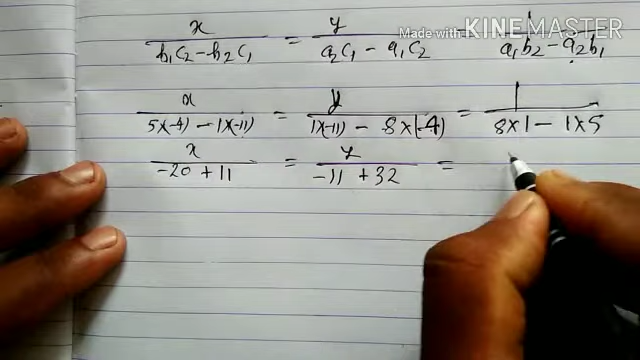 Made with KINEMASTER
x / b₁c₂ - b₂c₁ = y / a₂c₁ - a₁c₂ 1 / a₁b₂ - a₂b₁
x / 5x(-4) - 1x(-11) = y / 1x(-11) - 8x(-4) = 1 / 8x1 - 1x5
x / -20 + 11 = y / -11 + 32 =